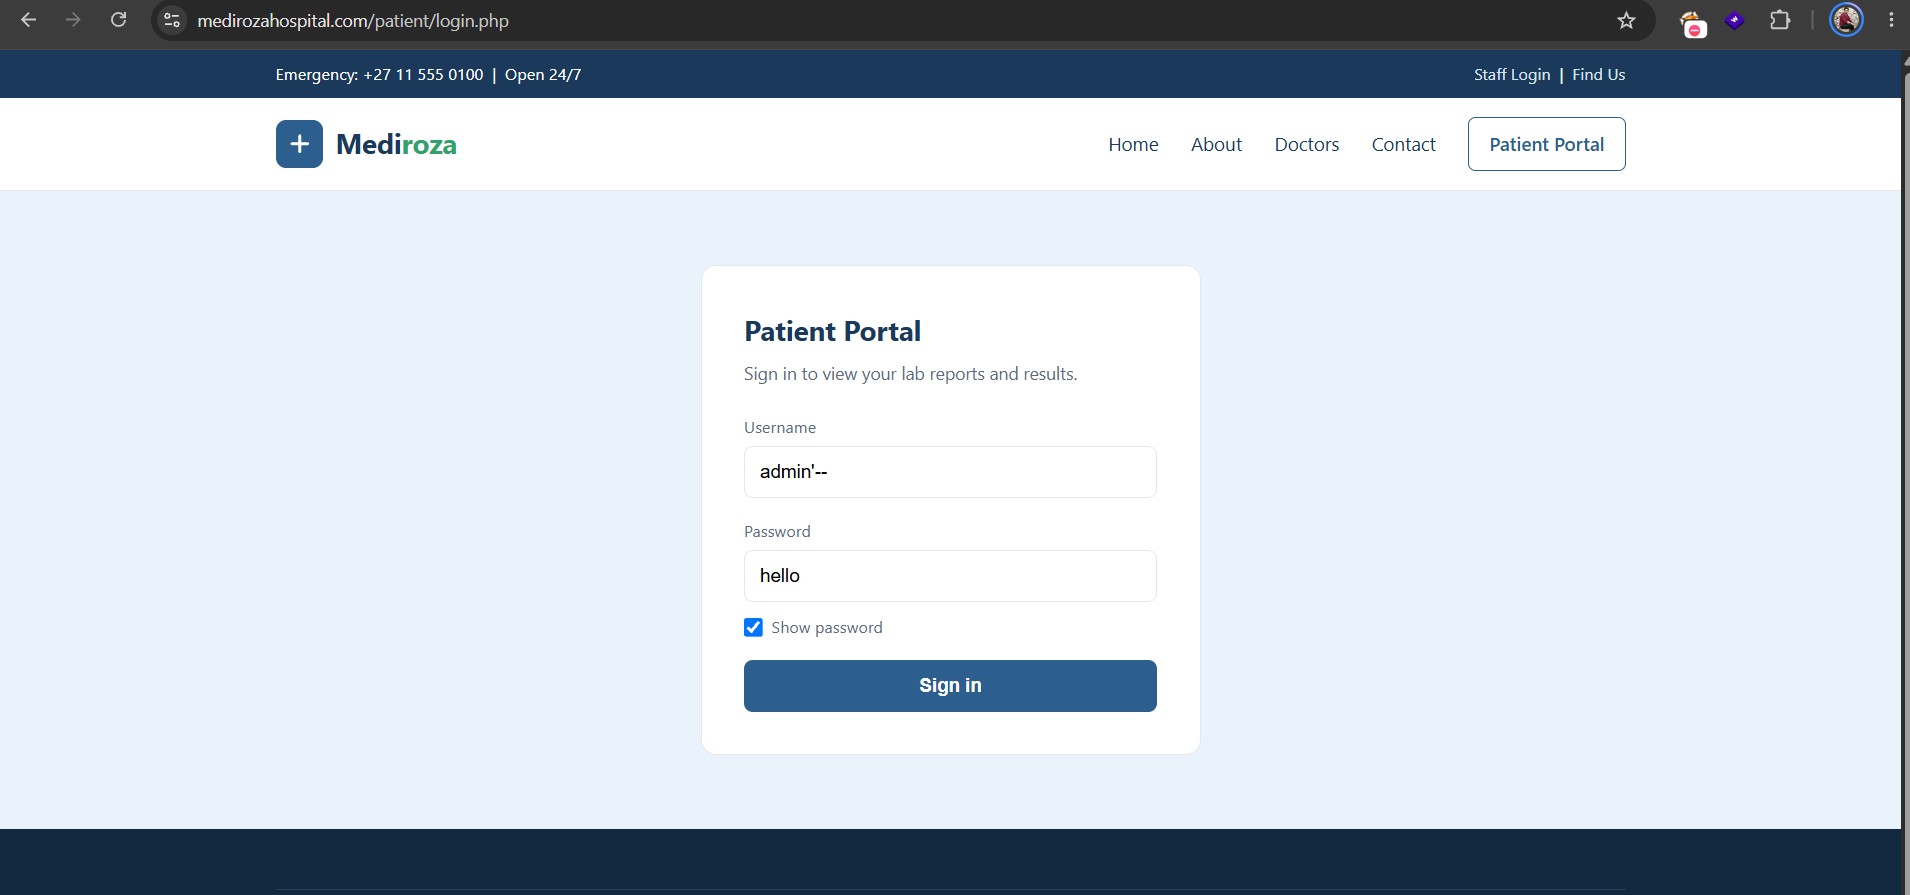 medirozahospital.com/patient/login.php
Emergency: +27 11 555 0100 | Open 24/7
Staff Login | Find Us
Mediroza
Home
About
Doctors
Contact
Patient Portal
Patient Portal
Sign in to view your lab reports and results.
Username
admin'--
Password
hello
Show password
Sign in